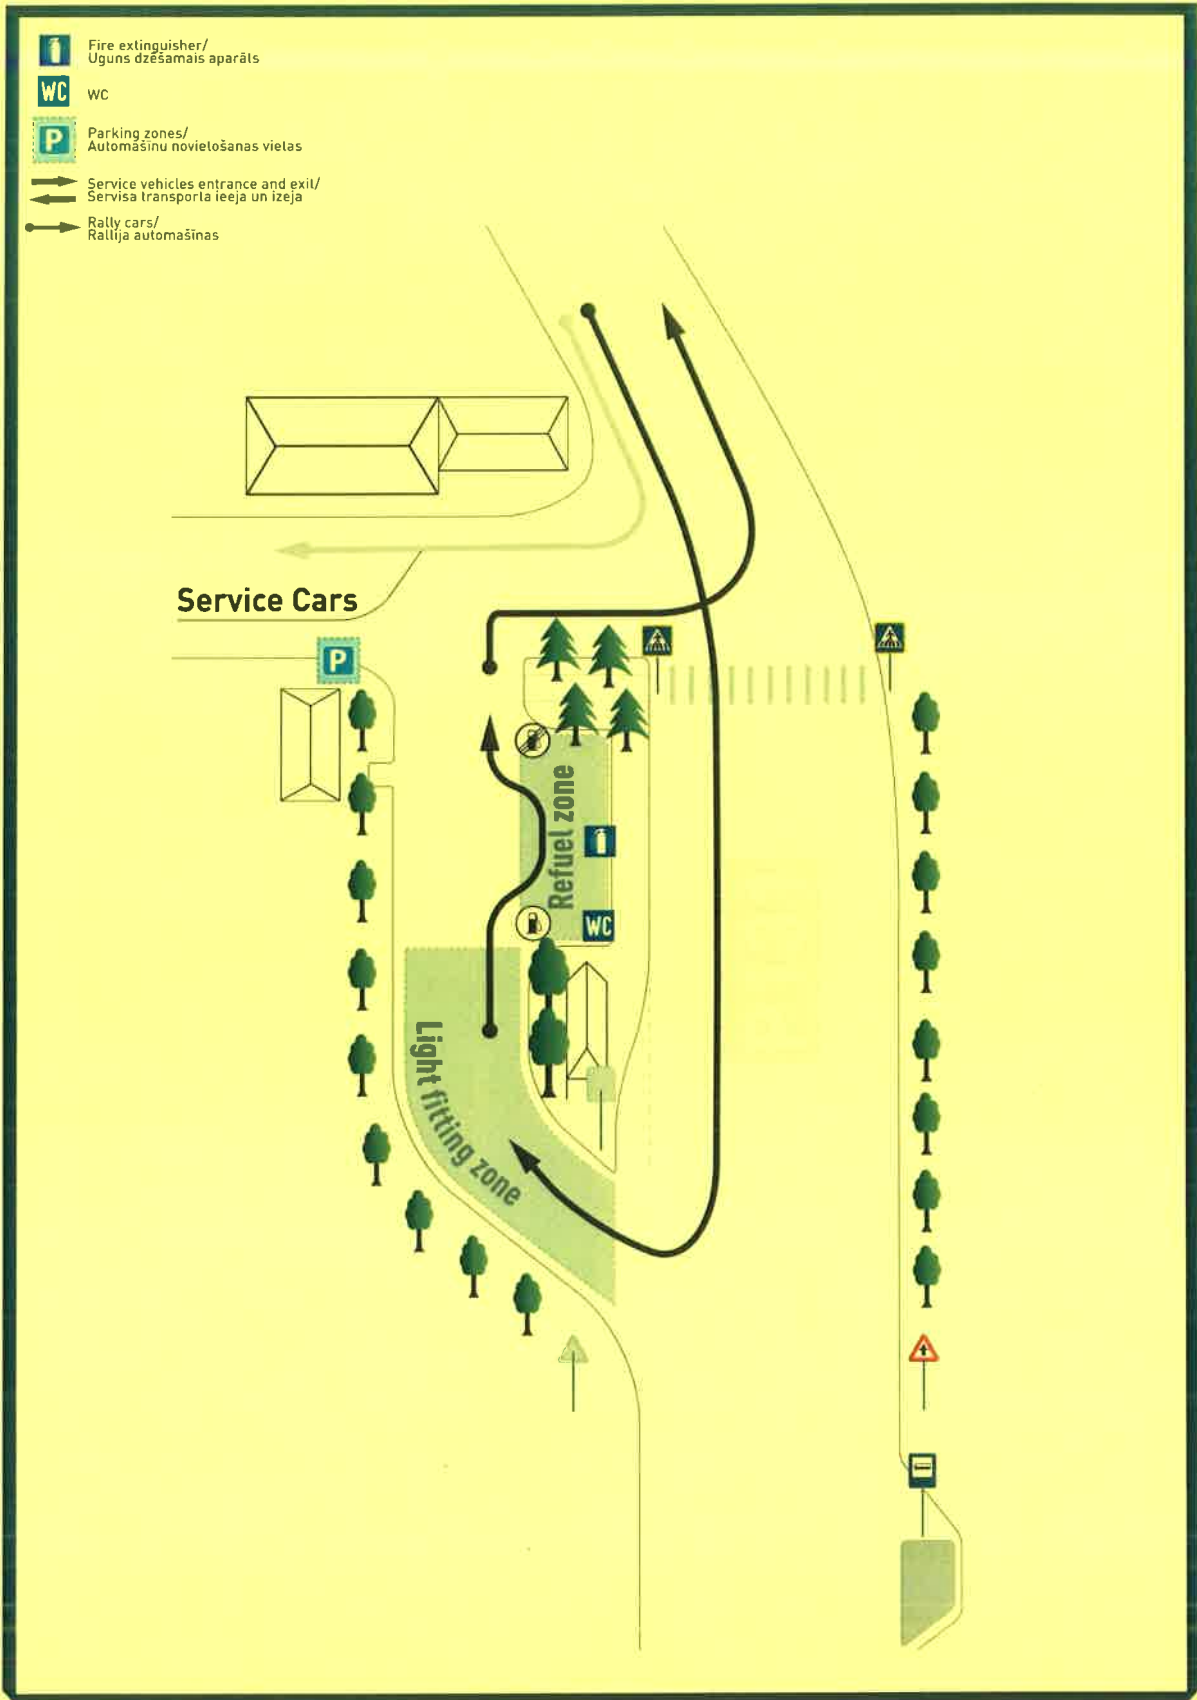 Fire extinguisher/
Uguns dzēšamais aparāts
WC
WC
Parking zones/
P
Automašīnu novietošanas vietas
Service vehicles entrance and exit/
Servisa transporta ieeja un izeja
Rally cars/
Rallija automašīnas
Service Cars
P
Refuel zone
WC
Light fitting zone